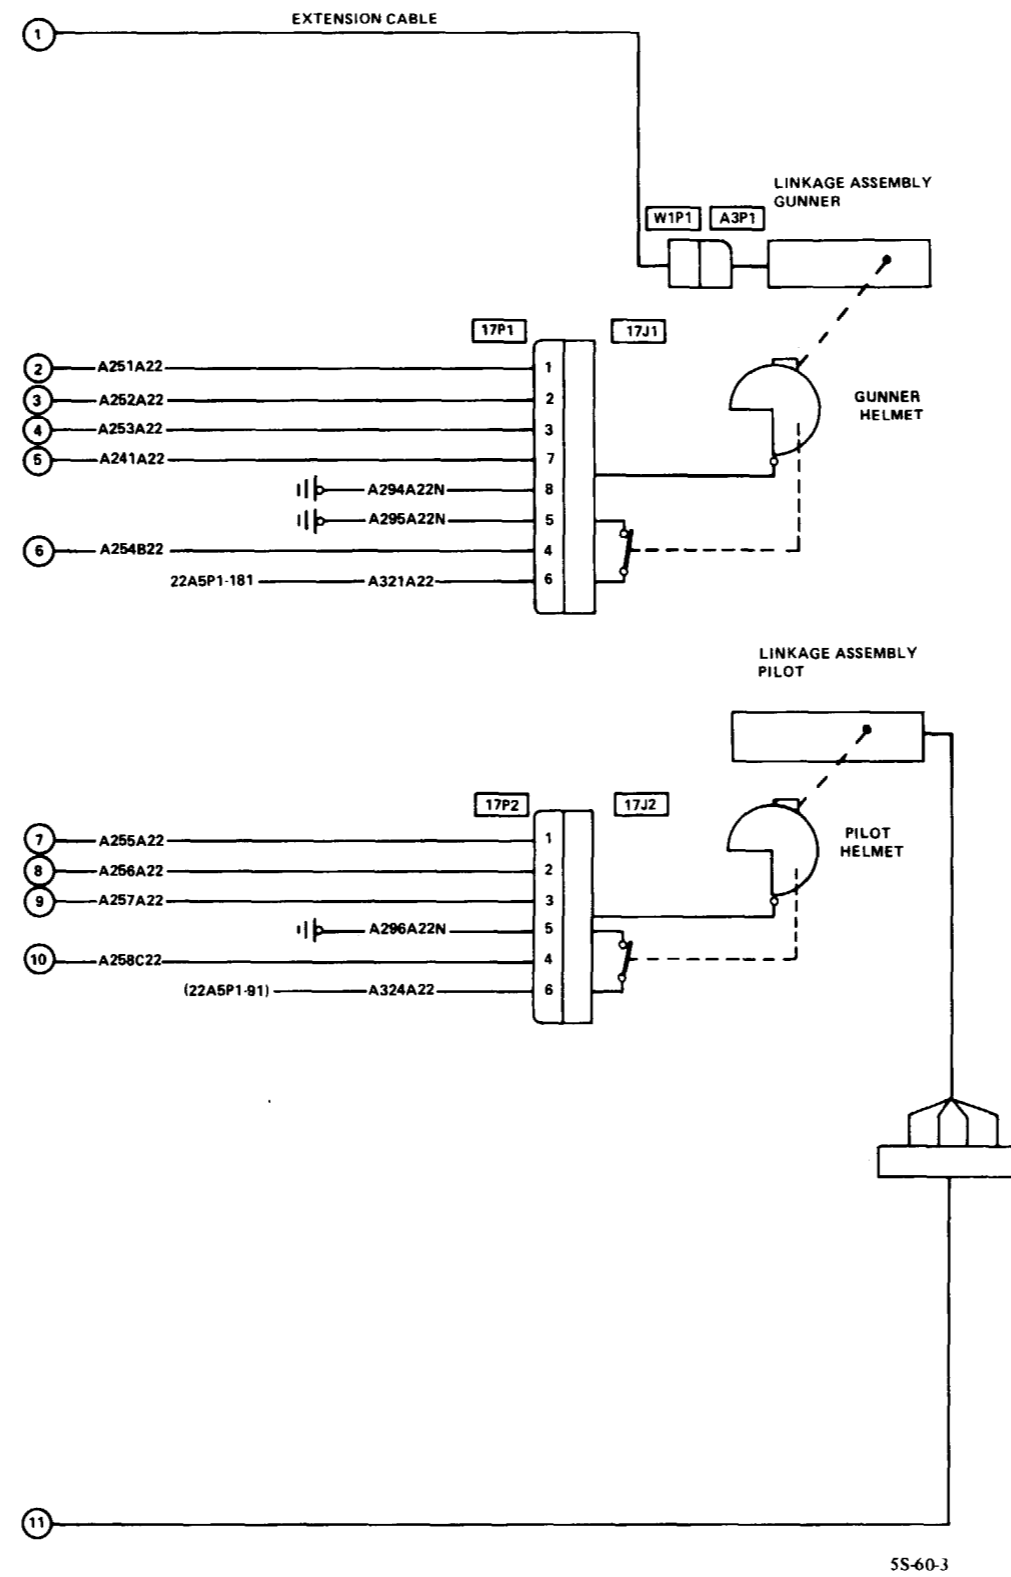 EXTENSION CABLE
1
LINKAGE ASSEMBLY
GUNNER
W1P1 A3P1
17P1 17J1
2 A251A22 1
3 A252A22 2
GUNNER
HELMET
4 A253A22 3
5 A241A22 7
A294A22N 8
A295A22N 5
6 A254B22 4
22A5P1-181 A321A22 6
LINKAGE ASSEMBLY
PILOT
17P2 17J2
PILOT
HELMET
7 A255A22 1
8 A256A22 2
9 A257A22 3
A296A22N 5
10 A258C22 4
(22A5P1-91) A324A22 6
11
5S-60-3